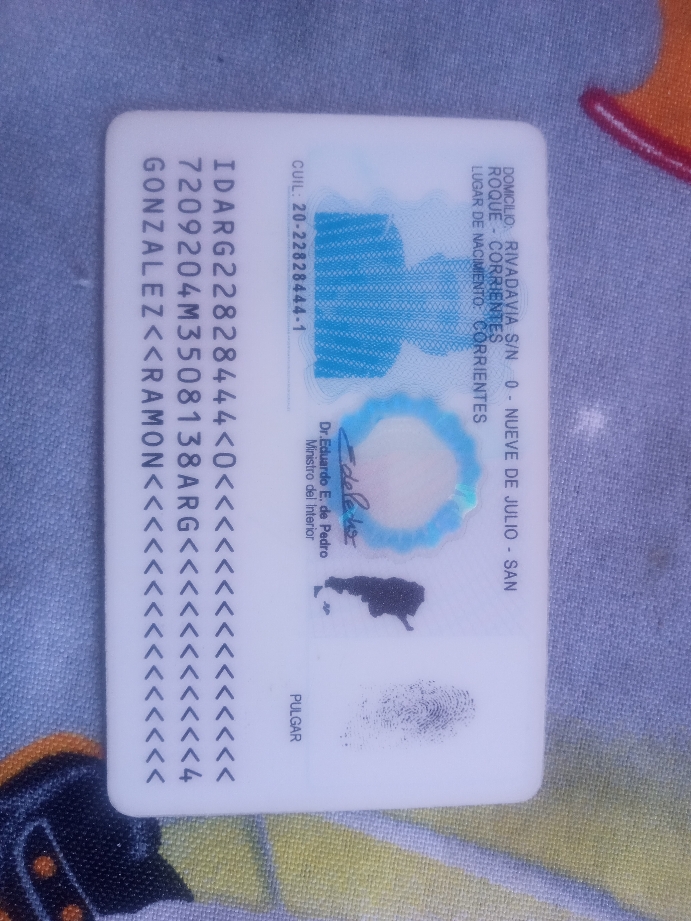 DOMICILIO: RIVADAVIA S/N 0 - NUEVE DE JULIO - SAN
ROQUE - CORRIENTES
LUGAR DE NACIMIENTO: CORRIENTES
Dr. Eduardo E. de Pedro
Ministro del Interior
CUIL: 20-22828444-1
PULGAR
IDARG22828444<0<<<<<<<<<<<<<<<
7209204M3508138ARG<<<<<<<<<<<4
GONZALEZ<<RAMON<<<<<<<<<<<<<<<